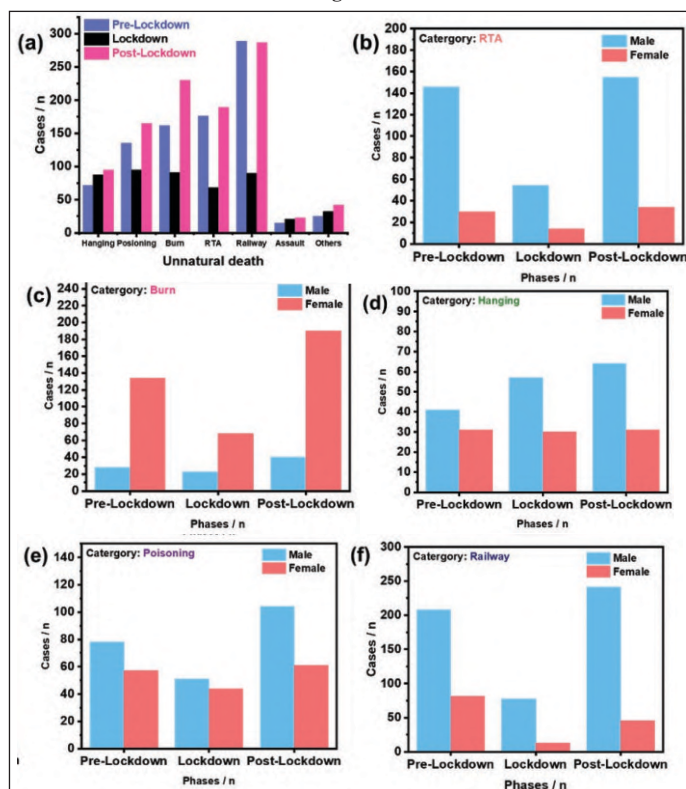 (a)
Pre-Lockdown
Lockdown
Post-Lockdown
Cases / n
300
250
200
150
100
50
0
Hanging Posioning Burn RTA Railway Assault Others
Unnatural death
(b)
Catergory: RTA
Male
Female
Cases / n
200
180
160
140
120
100
80
60
40
20
0
Pre-Lockdown Lockdown Post-Lockdown
Phases / n
(c)
Catergory: Burn
Male
Female
Cases / n
240
220
200
180
160
140
120
100
80
60
40
20
0
Pre-Lockdown Lockdown Post-Lockdown
Phases / n
(d)
Catergory: Hanging
Male
Female
Cases / n
100
90
80
70
60
50
40
30
20
10
0
Pre-Lockdown Lockdown Post-Lockdown
Phases / n
(e)
Catergory: Poisoning
Male
Female
Cases / n
140
120
100
80
60
40
20
0
Pre-Lockdown Lockdown Post-Lockdown
Phases / n
(f)
Catergory: Railway
Male
Female
Cases / n
300
250
200
150
100
50
0
Pre-Lockdown Lockdown Post-Lockdown
Phases / n